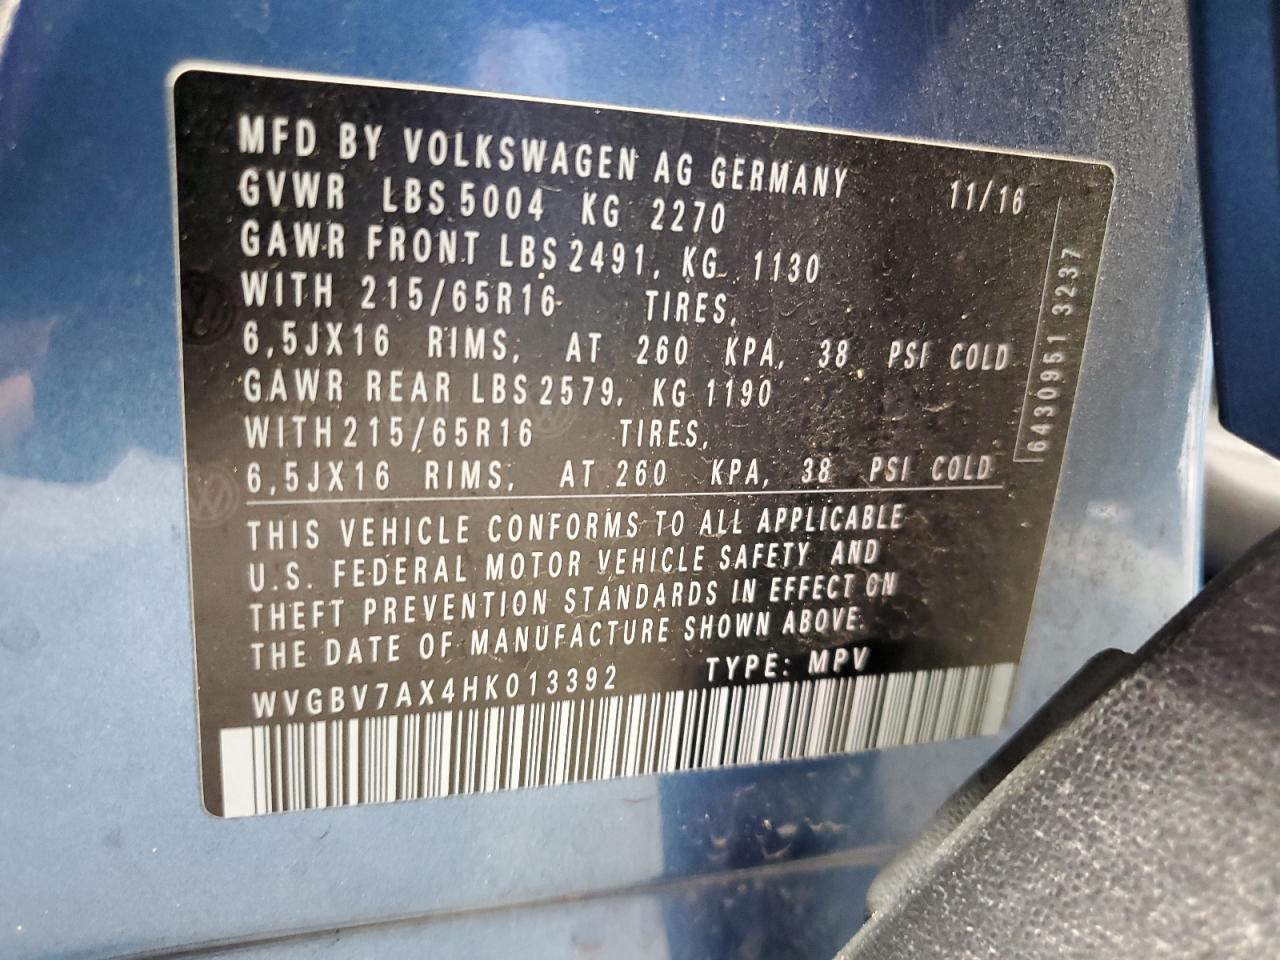 MFD BY VOLKSWAGEN AG GERMANY 11/16
GVWR LBS 5004 KG 2270
GAWR FRONT LBS 2491, KG 1130
WITH 215/65R16 TIRES,
6,5JX16 RIMS, AT 260 KPA, 38 PSI COLD
GAWR REAR LBS 2579, KG 1190
WITH 215/65R16 TIRES,
6,5JX16 RIMS, AT 260 KPA, 38 PSI COLD
THIS VEHICLE CONFORMS TO ALL APPLICABLE
U.S. FEDERAL MOTOR VEHICLE SAFETY AND
THEFT PREVENTION STANDARDS IN EFFECT ON
THE DATE OF MANUFACTURE SHOWN ABOVE.
WVGBV7AX4HK013392 TYPE: MPV
6430951 3237